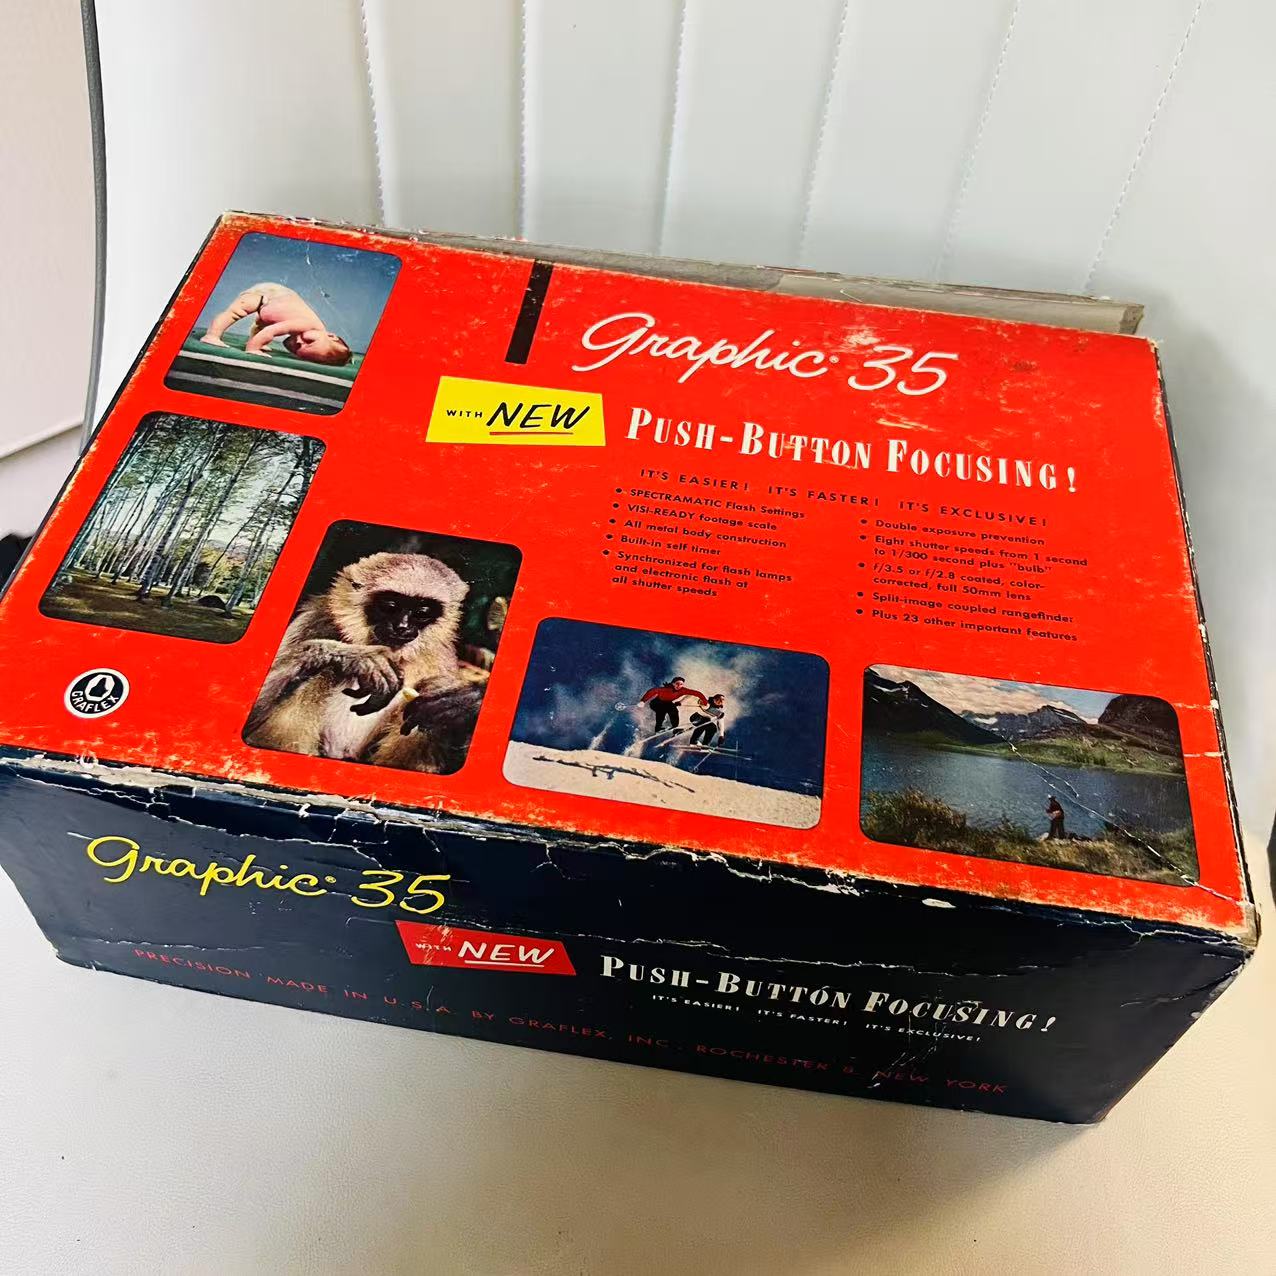 Graphic® 35
WITH NEW
PUSH-BUTTON FOCUSING!
IT'S EASIER! IT'S FASTER! IT'S EXCLUSIVE!
• SPECTRAMATIC Flash Settings
• VISI-READY footage scale
• All metal body construction
• Built-in self timer
• Synchronized for flash lamps
and electronic flash at
all shutter speeds
• Double exposure prevention
• Eight shutter speeds from 1 second
to 1/300 second plus "bulb"
• f/3.5 or f/2.8 coated, color-
corrected, full 50mm lens
• Split-image coupled rangefinder
• Plus 23 other important features
GRAFLEX
Graphic® 35
WITH NEW
PUSH-BUTTON FOCUSING!
IT'S EASIER! IT'S FASTER! IT'S EXCLUSIVE!
PRECISION MADE IN U.S.A. BY GRAFLEX, INC., ROCHESTER 8, NEW YORK